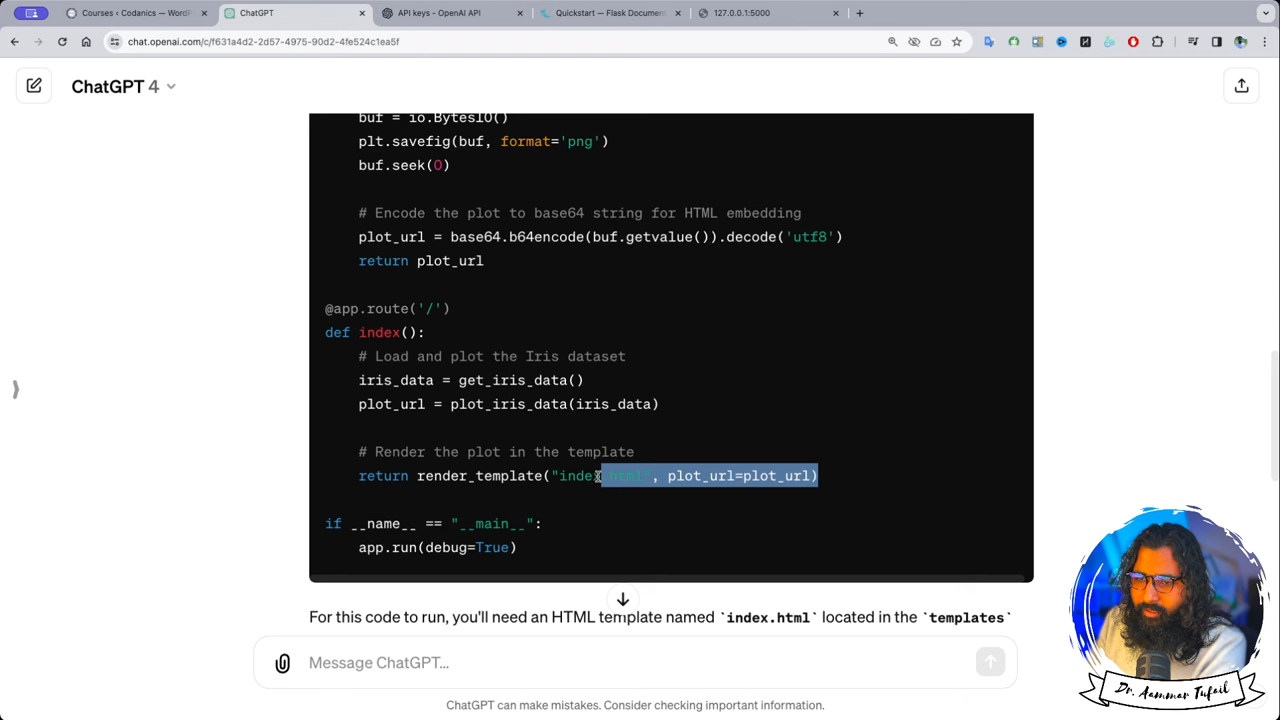 Courses ‹ Codanics — WordP
ChatGPT
API keys - OpenAI API
Quickstart — Flask Document
127.0.0.1:5000
chat.openai.com/c/f631a4d2-2d57-4975-90d2-4fe524c1ea5f
ChatGPT 4
buf = io.BytesIO()
plt.savefig(buf, format='png')
buf.seek(0)
# Encode the plot to base64 string for HTML embedding
plot_url = base64.b64encode(buf.getvalue()).decode('utf8')
return plot_url
@app.route('/')
def index():
# Load and plot the Iris dataset
iris_data = get_iris_data()
plot_url = plot_iris_data(iris_data)
# Render the plot in the template
return render_template("index.html", plot_url=plot_url)
if __name__ == "__main__":
app.run(debug=True)
For this code to run, you'll need an HTML template named `index.html` located in the `templates`
Message ChatGPT...
ChatGPT can make mistakes. Consider checking important information.
Dr. Aammar Tufail